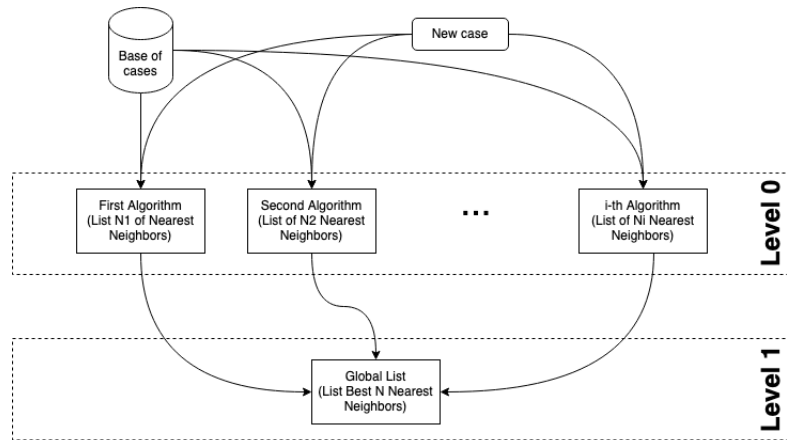 Base of
cases
New case
First Algorithm
(List N1 of Nearest
Neighbors)
Second Algorithm
(List of N2 Nearest
Neighbors)
...
i-th Algorithm
(List of Ni Nearest
Neighbors)
Level 0
Global List
(List Best N Nearest
Neighbors)
Level 1